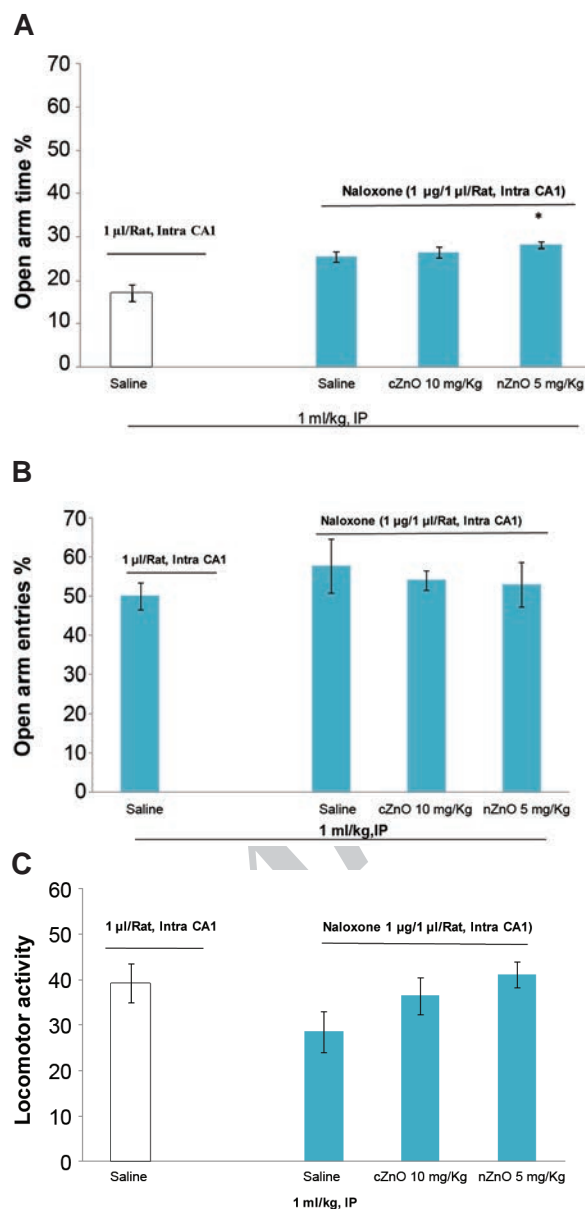 A
Open arm time %
70
60
50
40
30
20
10
0
Naloxone (1 µg/1 µl/Rat, Intra CA1)
*
1 µl/Rat, Intra CA1
Saline
Saline
cZnO 10 mg/Kg
nZnO 5 mg/Kg
1 ml/kg, IP
B
Open arm entries %
70
60
50
40
30
20
10
0
Naloxone (1 µg/1 µl/Rat, Intra CA1)
1 µl/Rat, Intra CA1
Saline
Saline
cZnO 10 mg/Kg
nZnO 5 mg/Kg
1 ml/kg,IP
C
Locomotor activity
60
50
40
30
20
10
0
1 µl/Rat, Intra CA1
Naloxone 1 µg/1 µl/Rat, Intra CA1)
Saline
Saline
cZnO 10 mg/Kg
nZnO 5 mg/Kg
1 ml/kg, IP